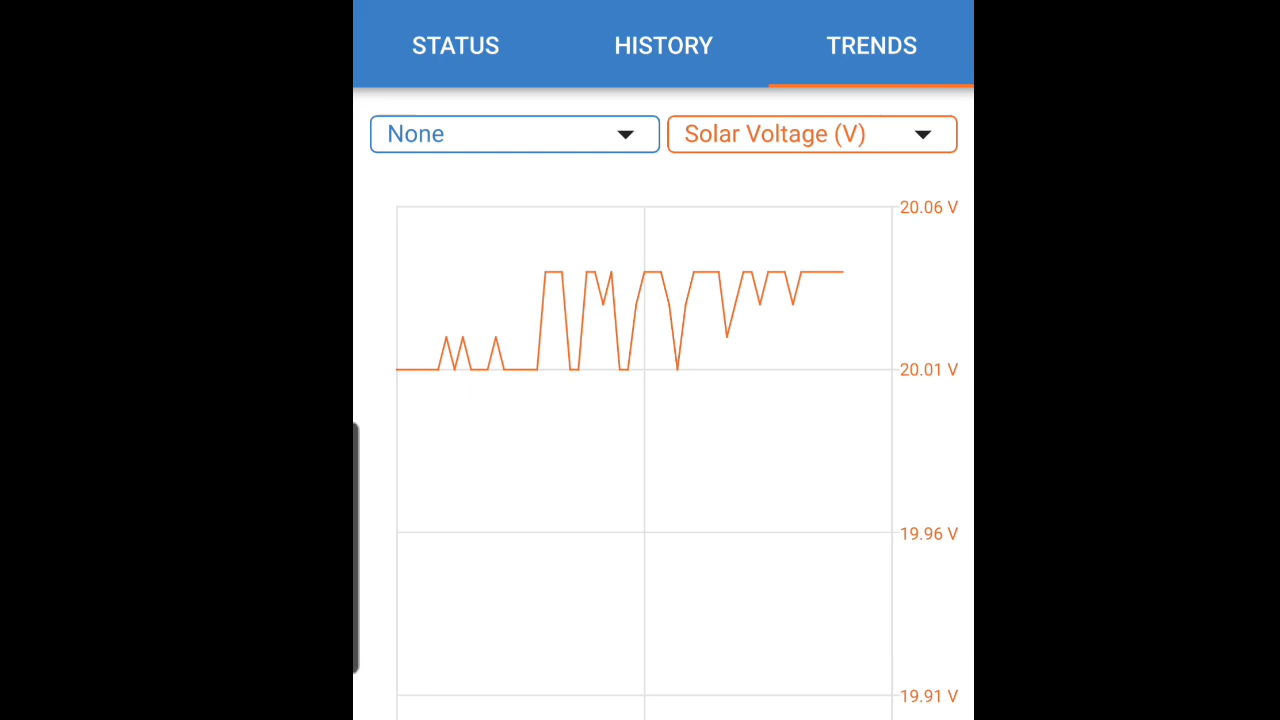 STATUS HISTORY TRENDS
None Solar Voltage (V)
20.06 V
20.01 V
19.96 V
19.91 V